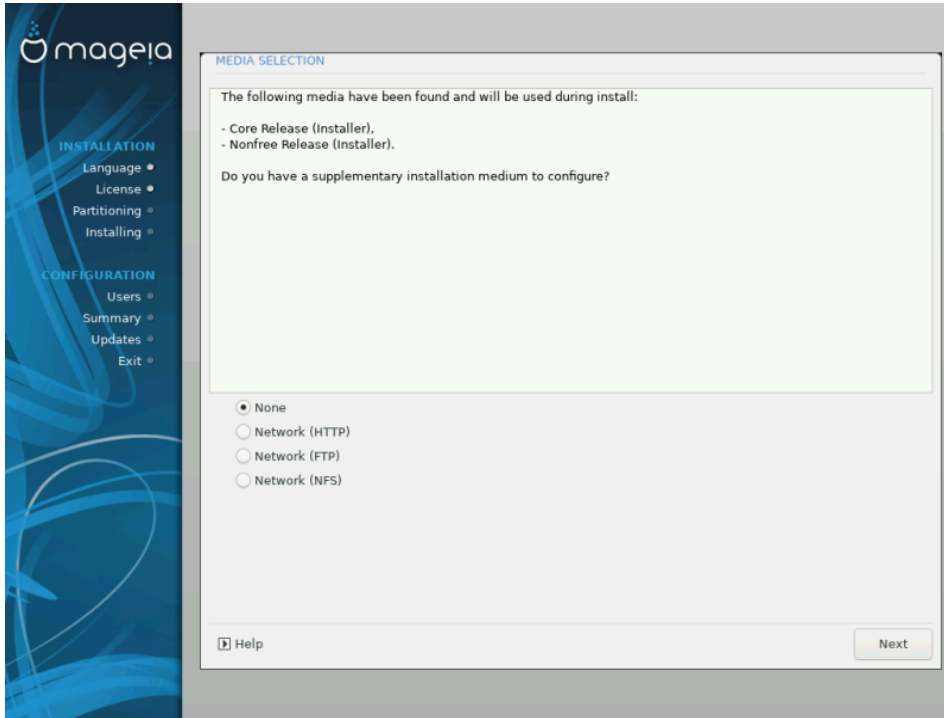 mageia
INSTALLATION
Language
License
Partitioning
Installing
CONFIGURATION
Users
Summary
Updates
Exit
MEDIA SELECTION
The following media have been found and will be used during install:
- Core Release (Installer),
- Nonfree Release (Installer).
Do you have a supplementary installation medium to configure?
None
Network (HTTP)
Network (FTP)
Network (NFS)
Help
Next